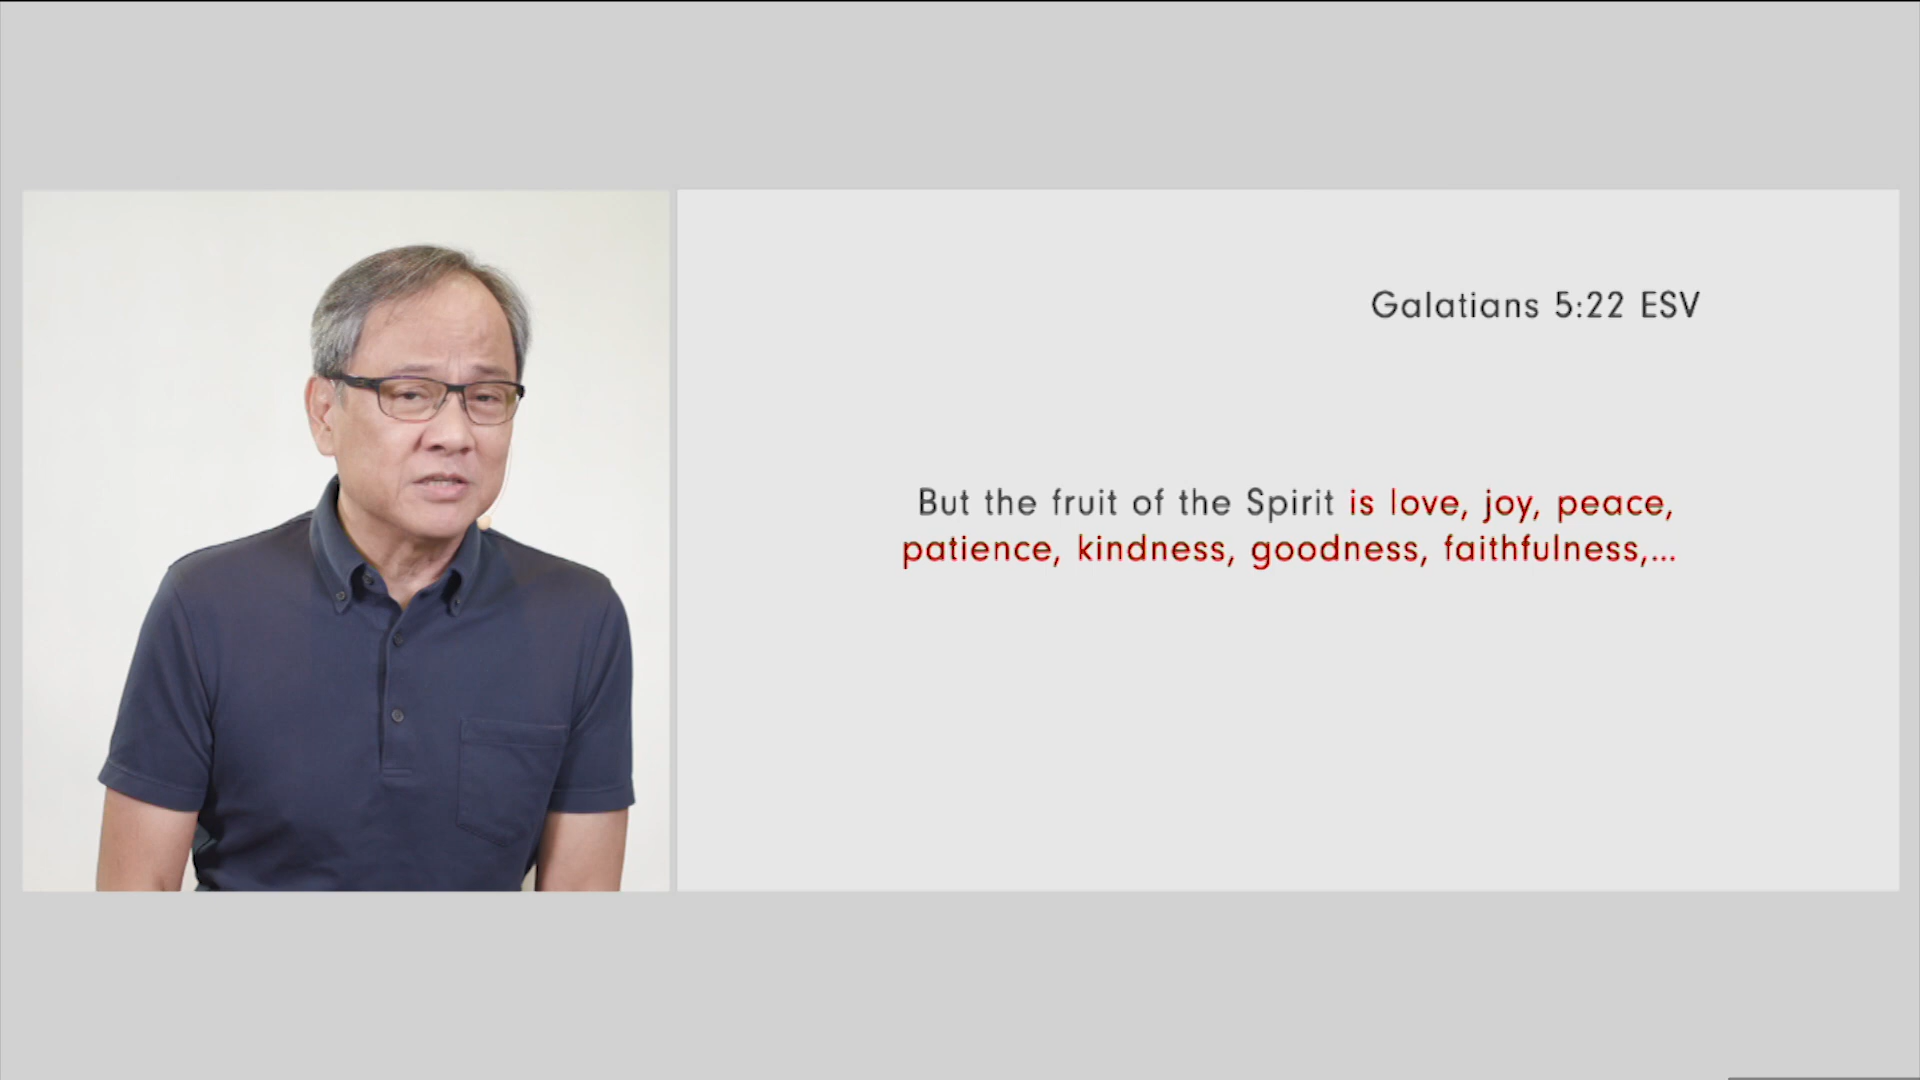 Galatians 5:22 ESV
But the fruit of the Spirit is love, joy, peace,
patience, kindness, goodness, faithfulness,...